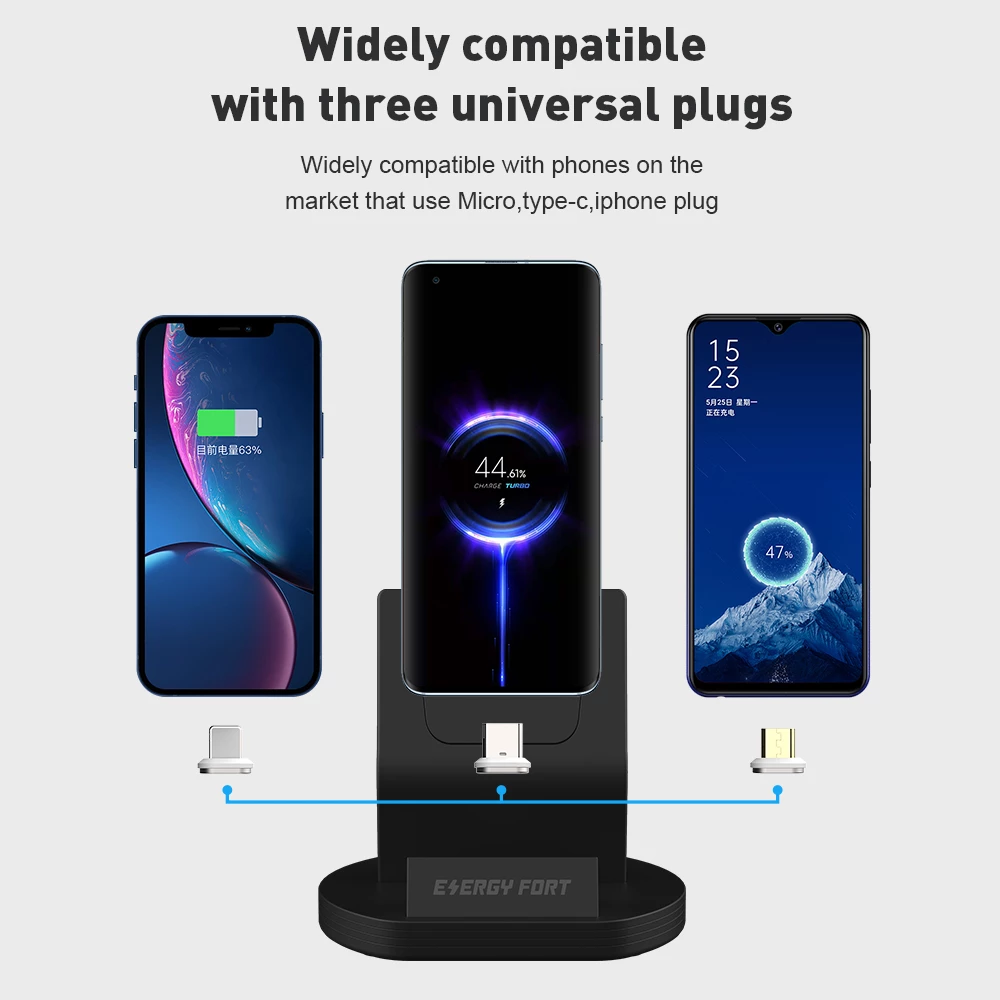 Widely compatible
with three universal plugs
Widely compatible with phones on the
market that use Micro,type-c,iphone plug
目前电量63%
44.61%
CHARGE TURBO
15
23
5月25日 星期一
正在充电
47%
ENERGY FORT